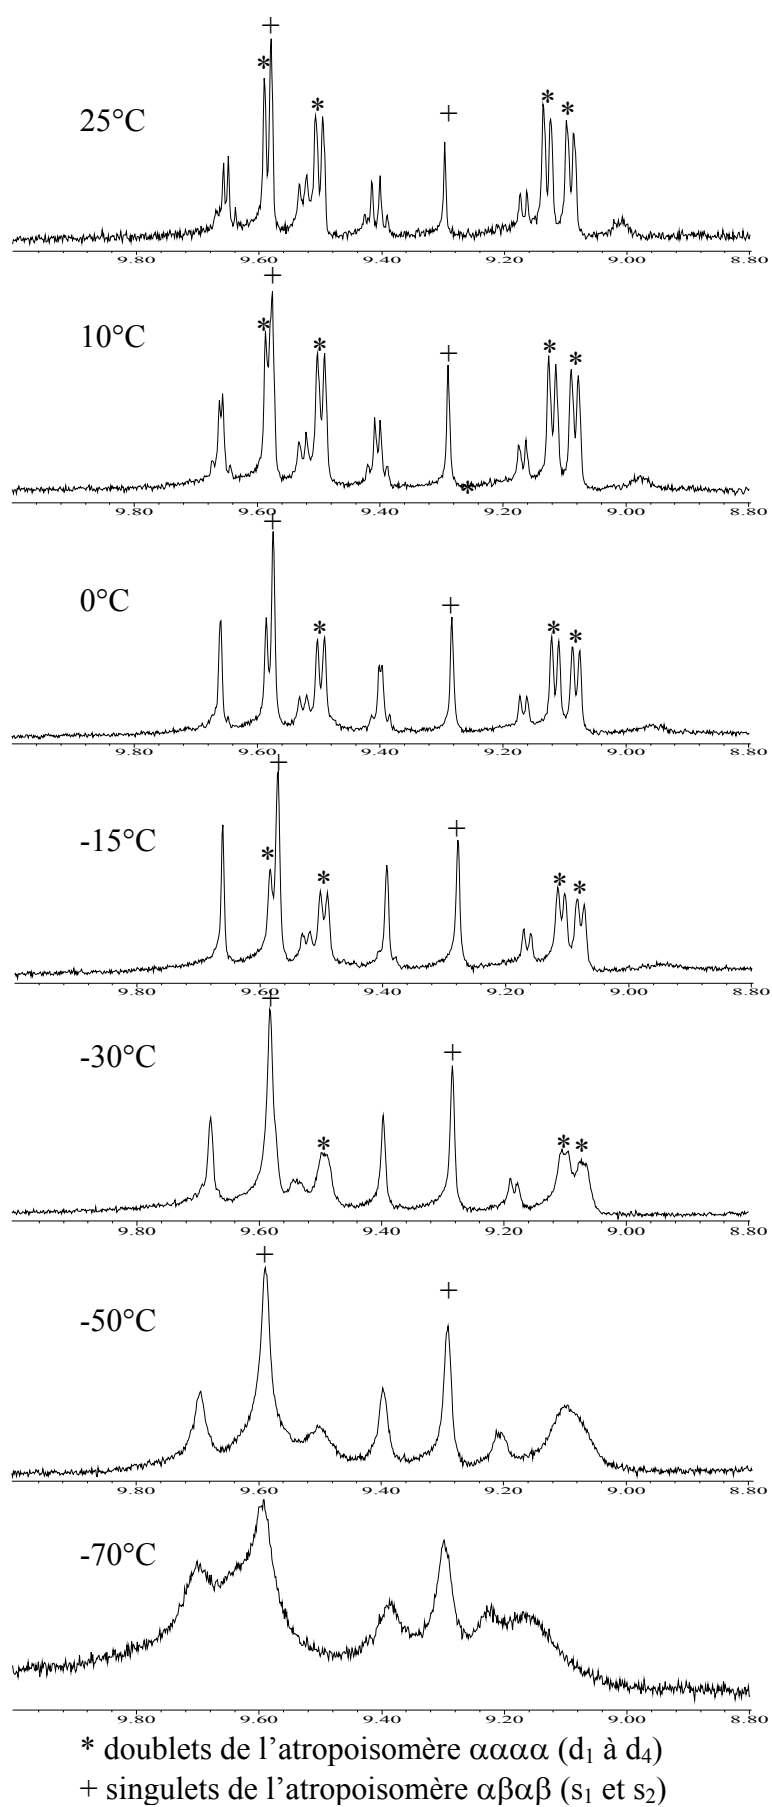 +
* * + *  *
25°C
9.80 9.60 9.40 9.20 9.00 8.80
+
* * + * *
10°C
*
9.80 9.60 9.40 9.20 9.00 8.80
+
0°C
* + * *
9.80 9.60 9.40 9.20 9.00 8.80
+
-15°C
* * + * *
9.80 9.60 9.40 9.20 9.00 8.80
+
-30°C
+
* * *
9.80 9.60 9.40 9.20 9.00 8.80
+ +
-50°C
9.80 9.60 9.40 9.20 9.00 8.80
-70°C
9.80 9.60 9.40 9.20 9.00 8.80
* doublets de l’atropoisomère αααα (d₁ à d₄)
+ singulets de l’atropoisomère αβαβ (s₁ et s₂)